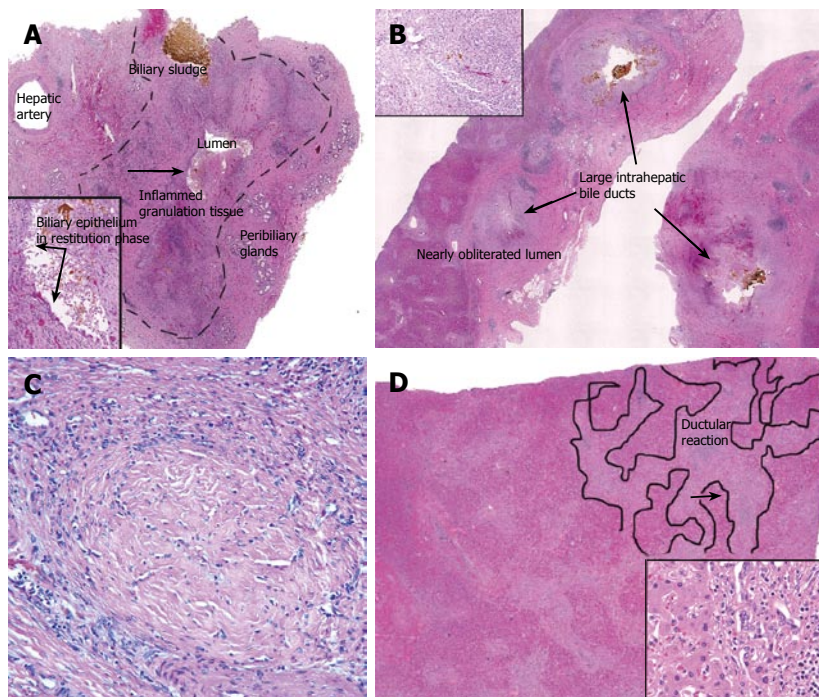 A
Biliary sludge
Hepatic
artery
Lumen
Inflammed
granulation tissue
Biliary epithelium
in restitution phase
Peribiliary
glands
B
Large intrahepatic
bile ducts
Nearly obliterated lumen
C
D
Ductular
reaction